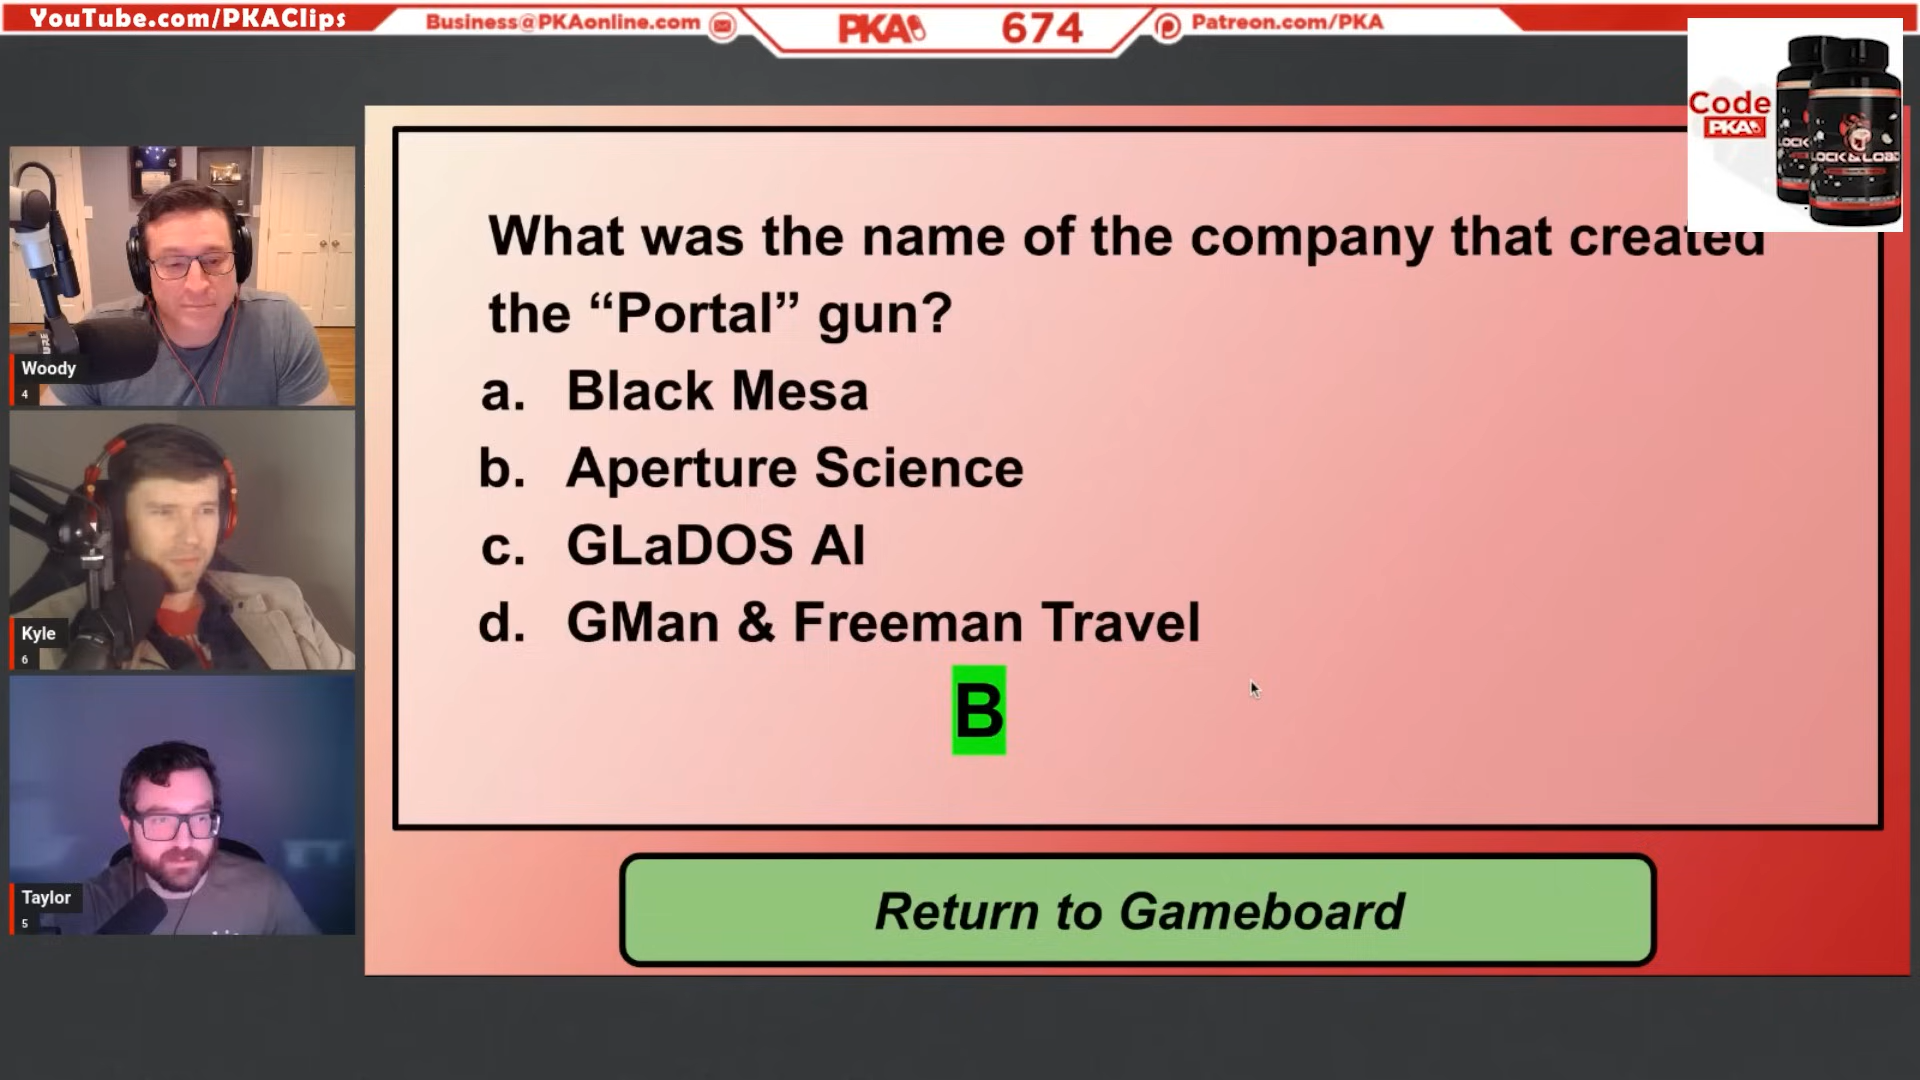 YouTube.com/PKAClips
Business@PKAonline.com
PKA
674
Patreon.com/PKA
Code
PKA
LOCK&LOAD
What was the name of the company that created
the “Portal” gun?
a. Black Mesa
b. Aperture Science
c. GLaDOS AI
d. GMan & Freeman Travel
B
Return to Gameboard
Woody
4
Kyle
6
Taylor
5